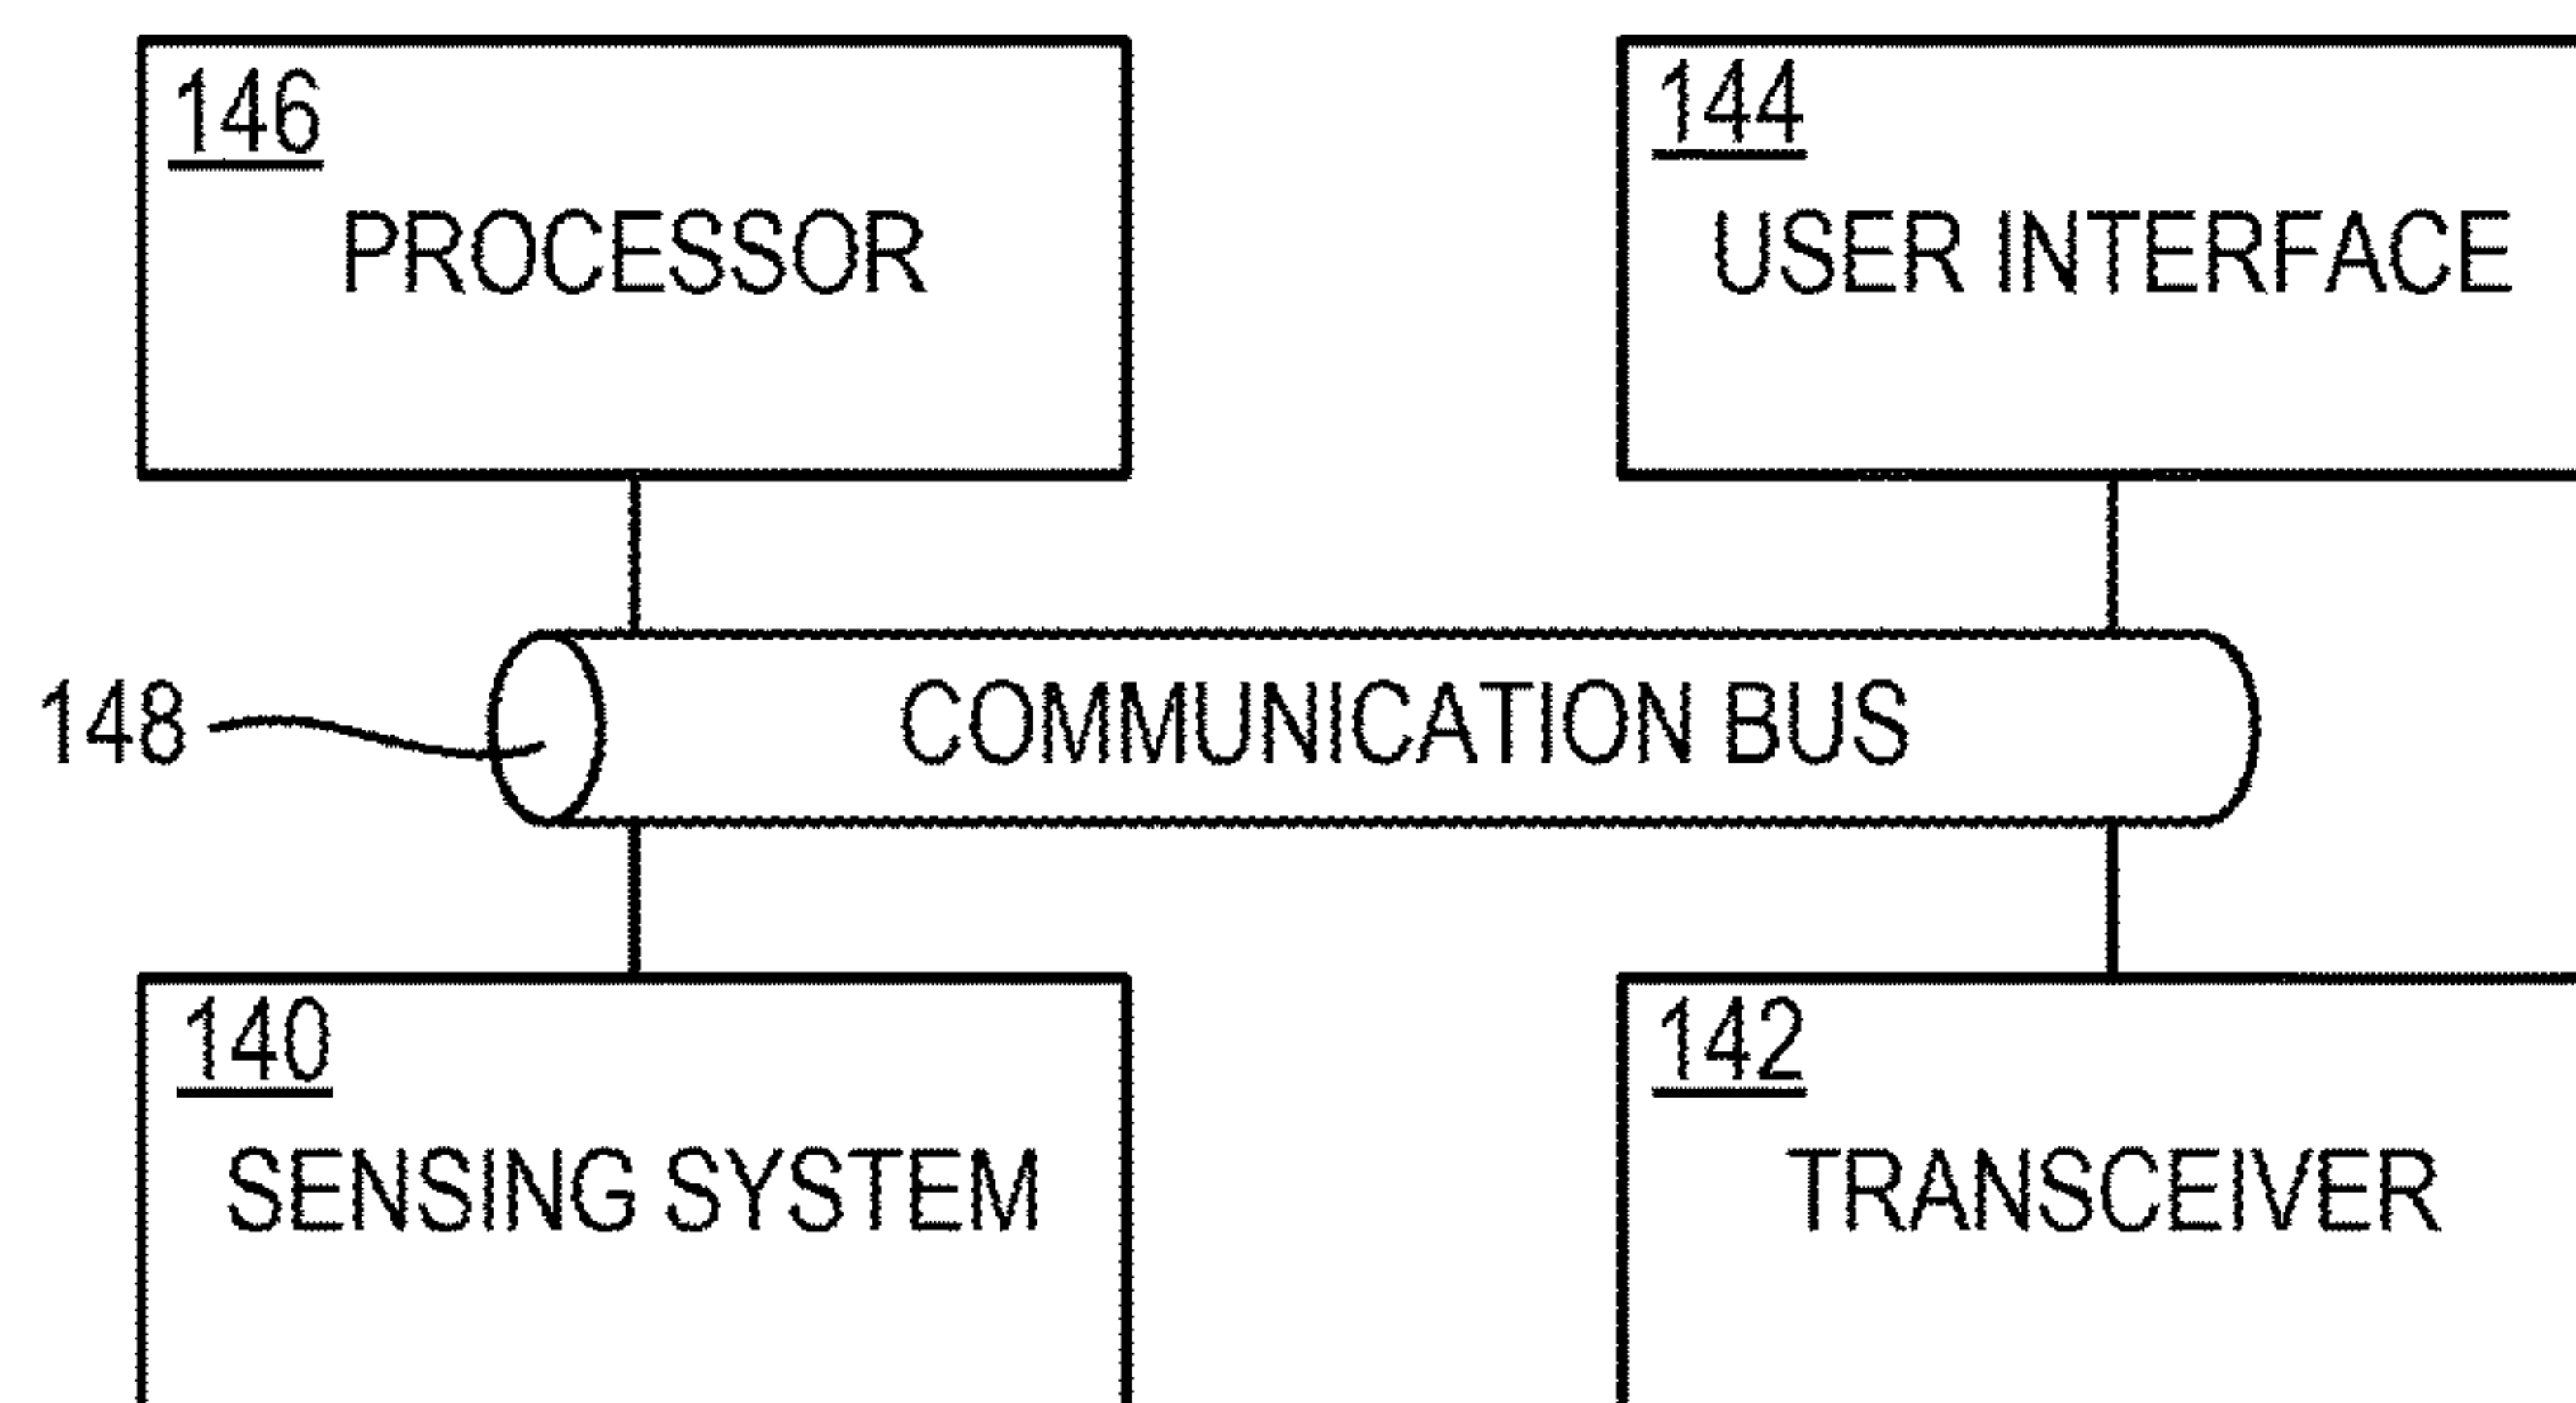 146
PROCESSOR
144
USER INTERFACE
148
COMMUNICATION BUS
140
SENSING SYSTEM
142
TRANSCEIVER